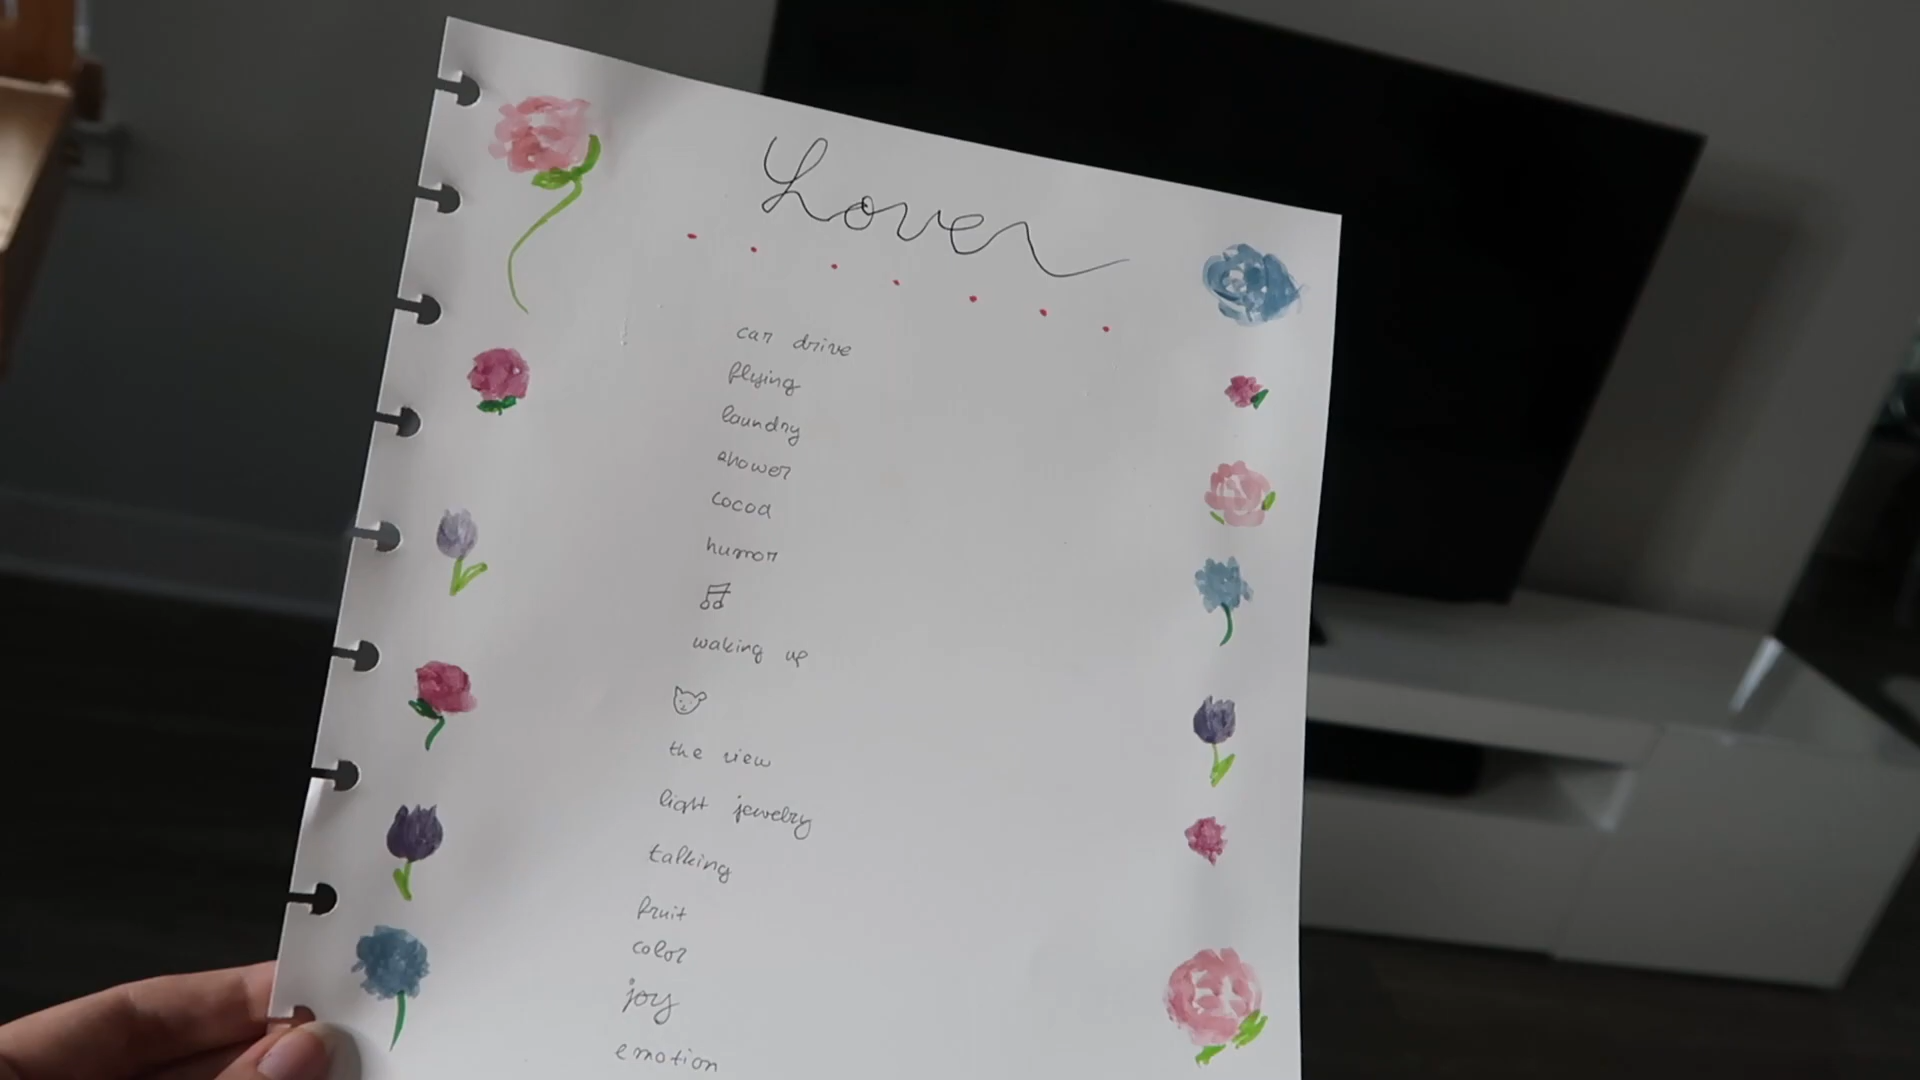 Lover
car drive
flying
laundry
shower
cocoa
humor
waking up
the view
light jewelry
talking
fruit
color
joy
emotion